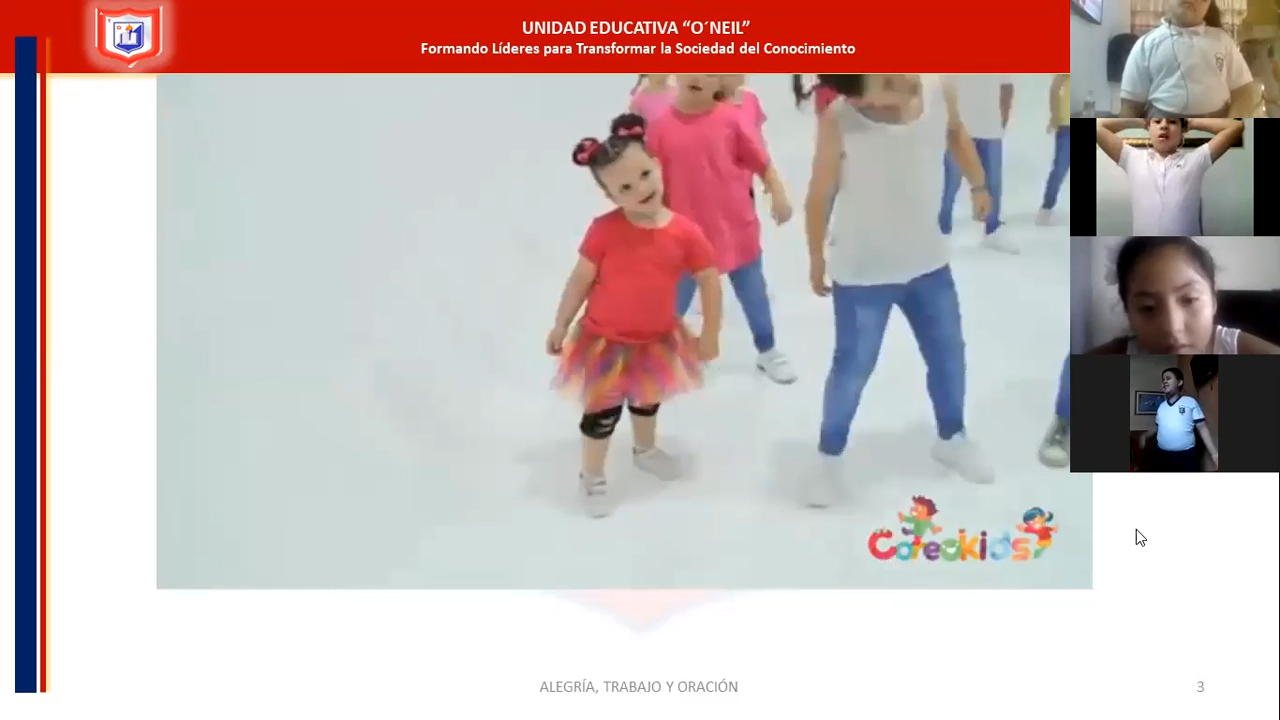 UNIDAD EDUCATIVA “O´NEIL”
Formando Líderes para Transformar la Sociedad del Conocimiento
Coreokids
ALEGRÍA, TRABAJO Y ORACIÓN
3